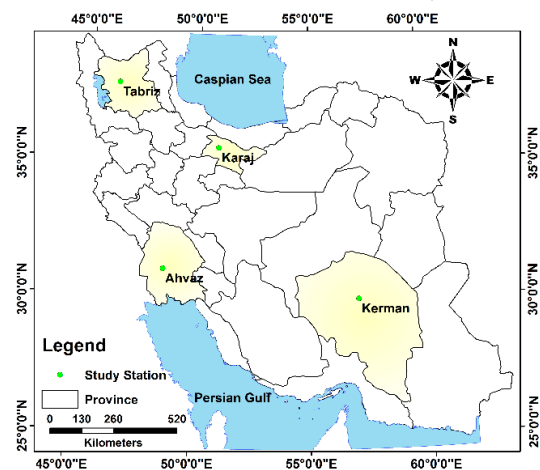 45°0'0"E 50°0'0"E 55°0'0"E 60°0'0"E
N
W E
S
Caspian Sea
Tabriz
Karaj
35°0'0"N 35°0'0"N
Ahvaz
30°0'0"N 30°0'0"N
Kerman
Legend
Study Station
Province
Persian Gulf
0 130 260 520
Kilometers
25°0'0"N 25°0'0"N
45°0'0"E 50°0'0"E 55°0'0"E 60°0'0"E